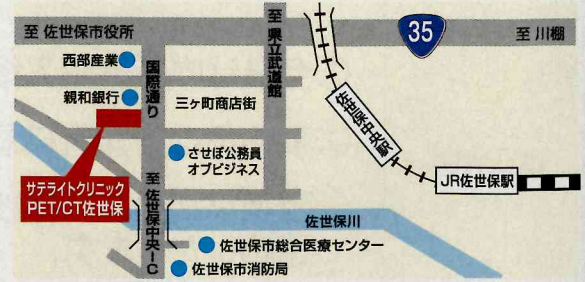 至 佐世保市役所
35
至 川棚
西部産業
国際通り
至 県立武道館
親和銀行
三ヶ町商店街
佐世保中央駅
させぼ公務員
オブビジネス
JR佐世保駅
サテライトクリニック
PET/CT佐世保
至 佐世保中央IC
佐世保川
佐世保市総合医療センター
佐世保市消防局